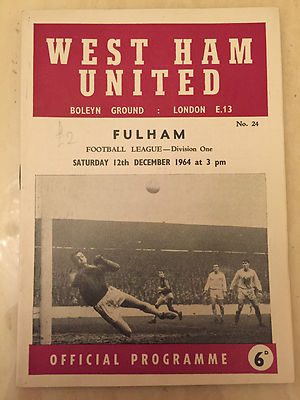 WEST HAM
UNITED
BOLEYN GROUND : LONDON E.13
No. 24
£2
FULHAM
FOOTBALL LEAGUE—Division One
SATURDAY 12th DECEMBER 1964 at 3 pm
OFFICIAL PROGRAMME
6D